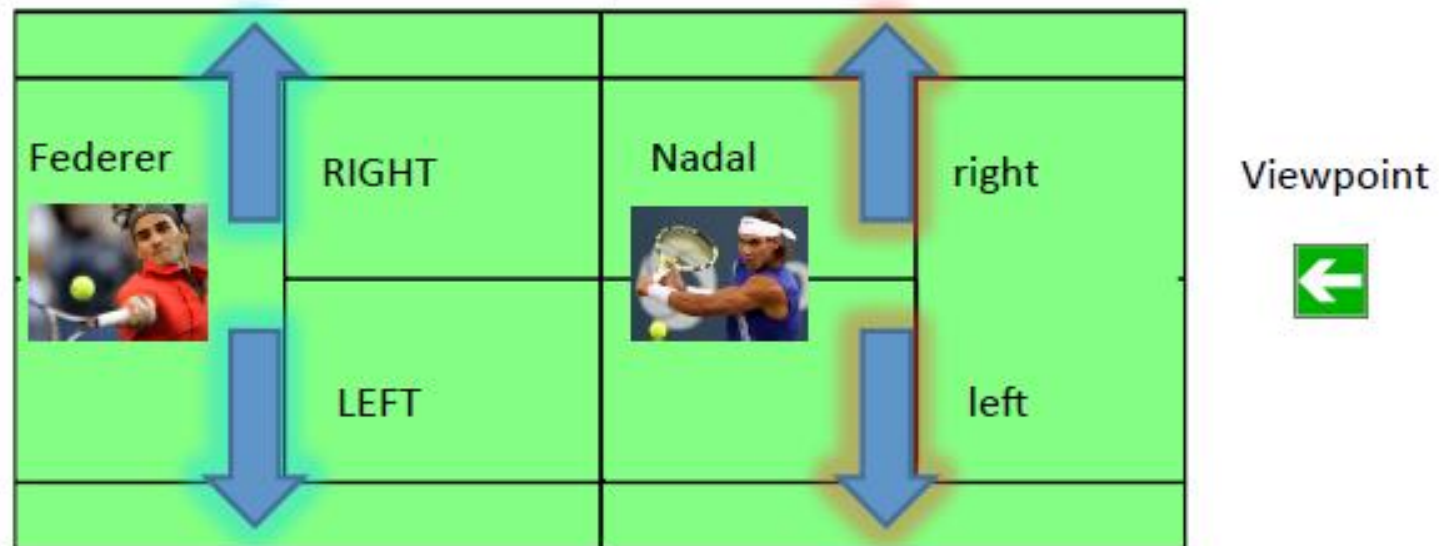 Federer
RIGHT
Nadal
right
Viewpoint
LEFT
left